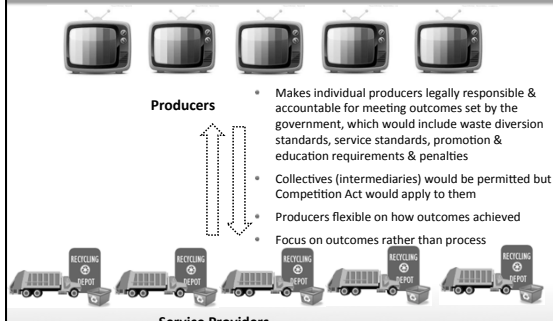 Producers
• Makes individual producers legally responsible &
accountable for meeting outcomes set by the
government, which would include waste diversion
standards, service standards, promotion &
education requirements & penalties
• Collectives (intermediaries) would be permitted but
Competition Act would apply to them
• Producers flexible on how outcomes achieved
• Focus on outcomes rather than process
RECYCLING DEPOT
RECYCLING DEPOT
RECYCLING DEPOT
RECYCLING DEPOT
RECYCLING DEPOT
Service Providers